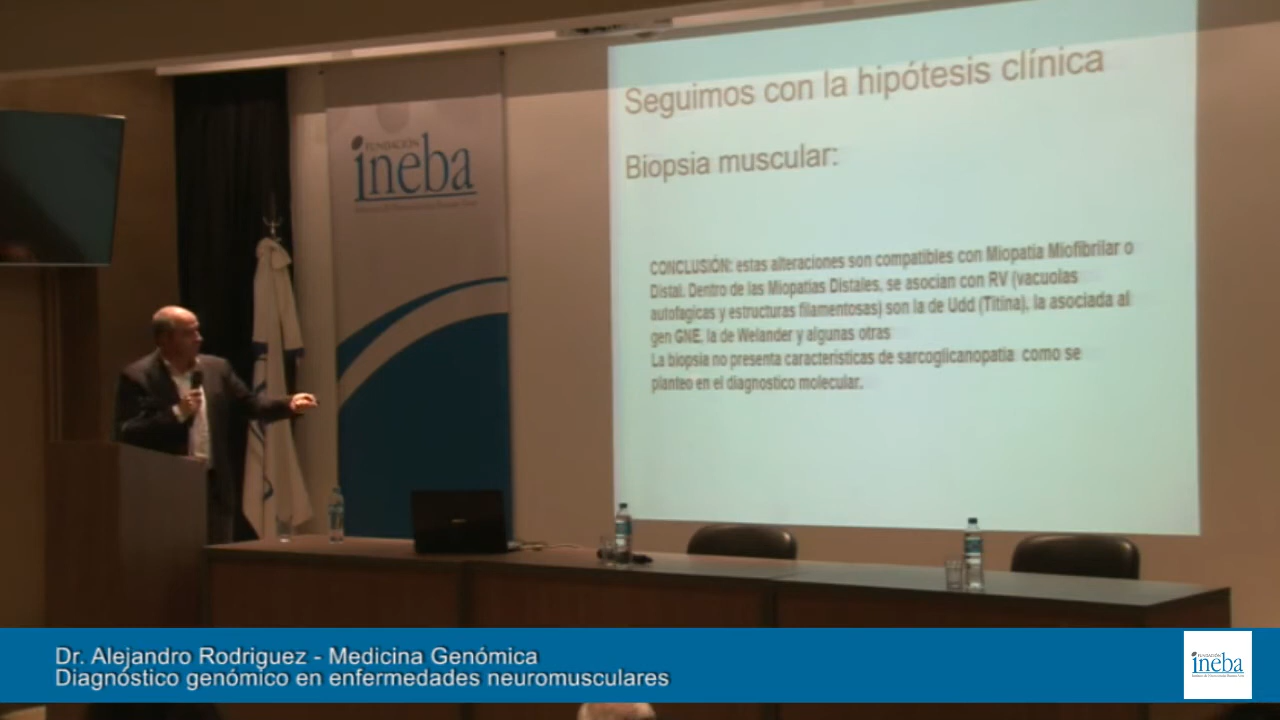 FUNDACIÓN
ineba
Seguimos con la hipótesis clínica
Biopsia muscular:
CONCLUSIÓN: estas alteraciones son compatibles con Miopatía Miofibrilar o
Distal. Dentro de las Miopatías Distales, se asocian con RV (vacuolas
autofagicas y estructuras filamentosas) son la de Udd (Titina), la asociada al
gen GNE, la de Welander y algunas otras
La biopsia no presenta características de sarcoglicanopatia como se
planteo en el diagnostico molecular.
Dr. Alejandro Rodriguez - Medicina Genómica
Diagnóstico genómico en enfermedades neuromusculares
FUNDACIÓN
ineba